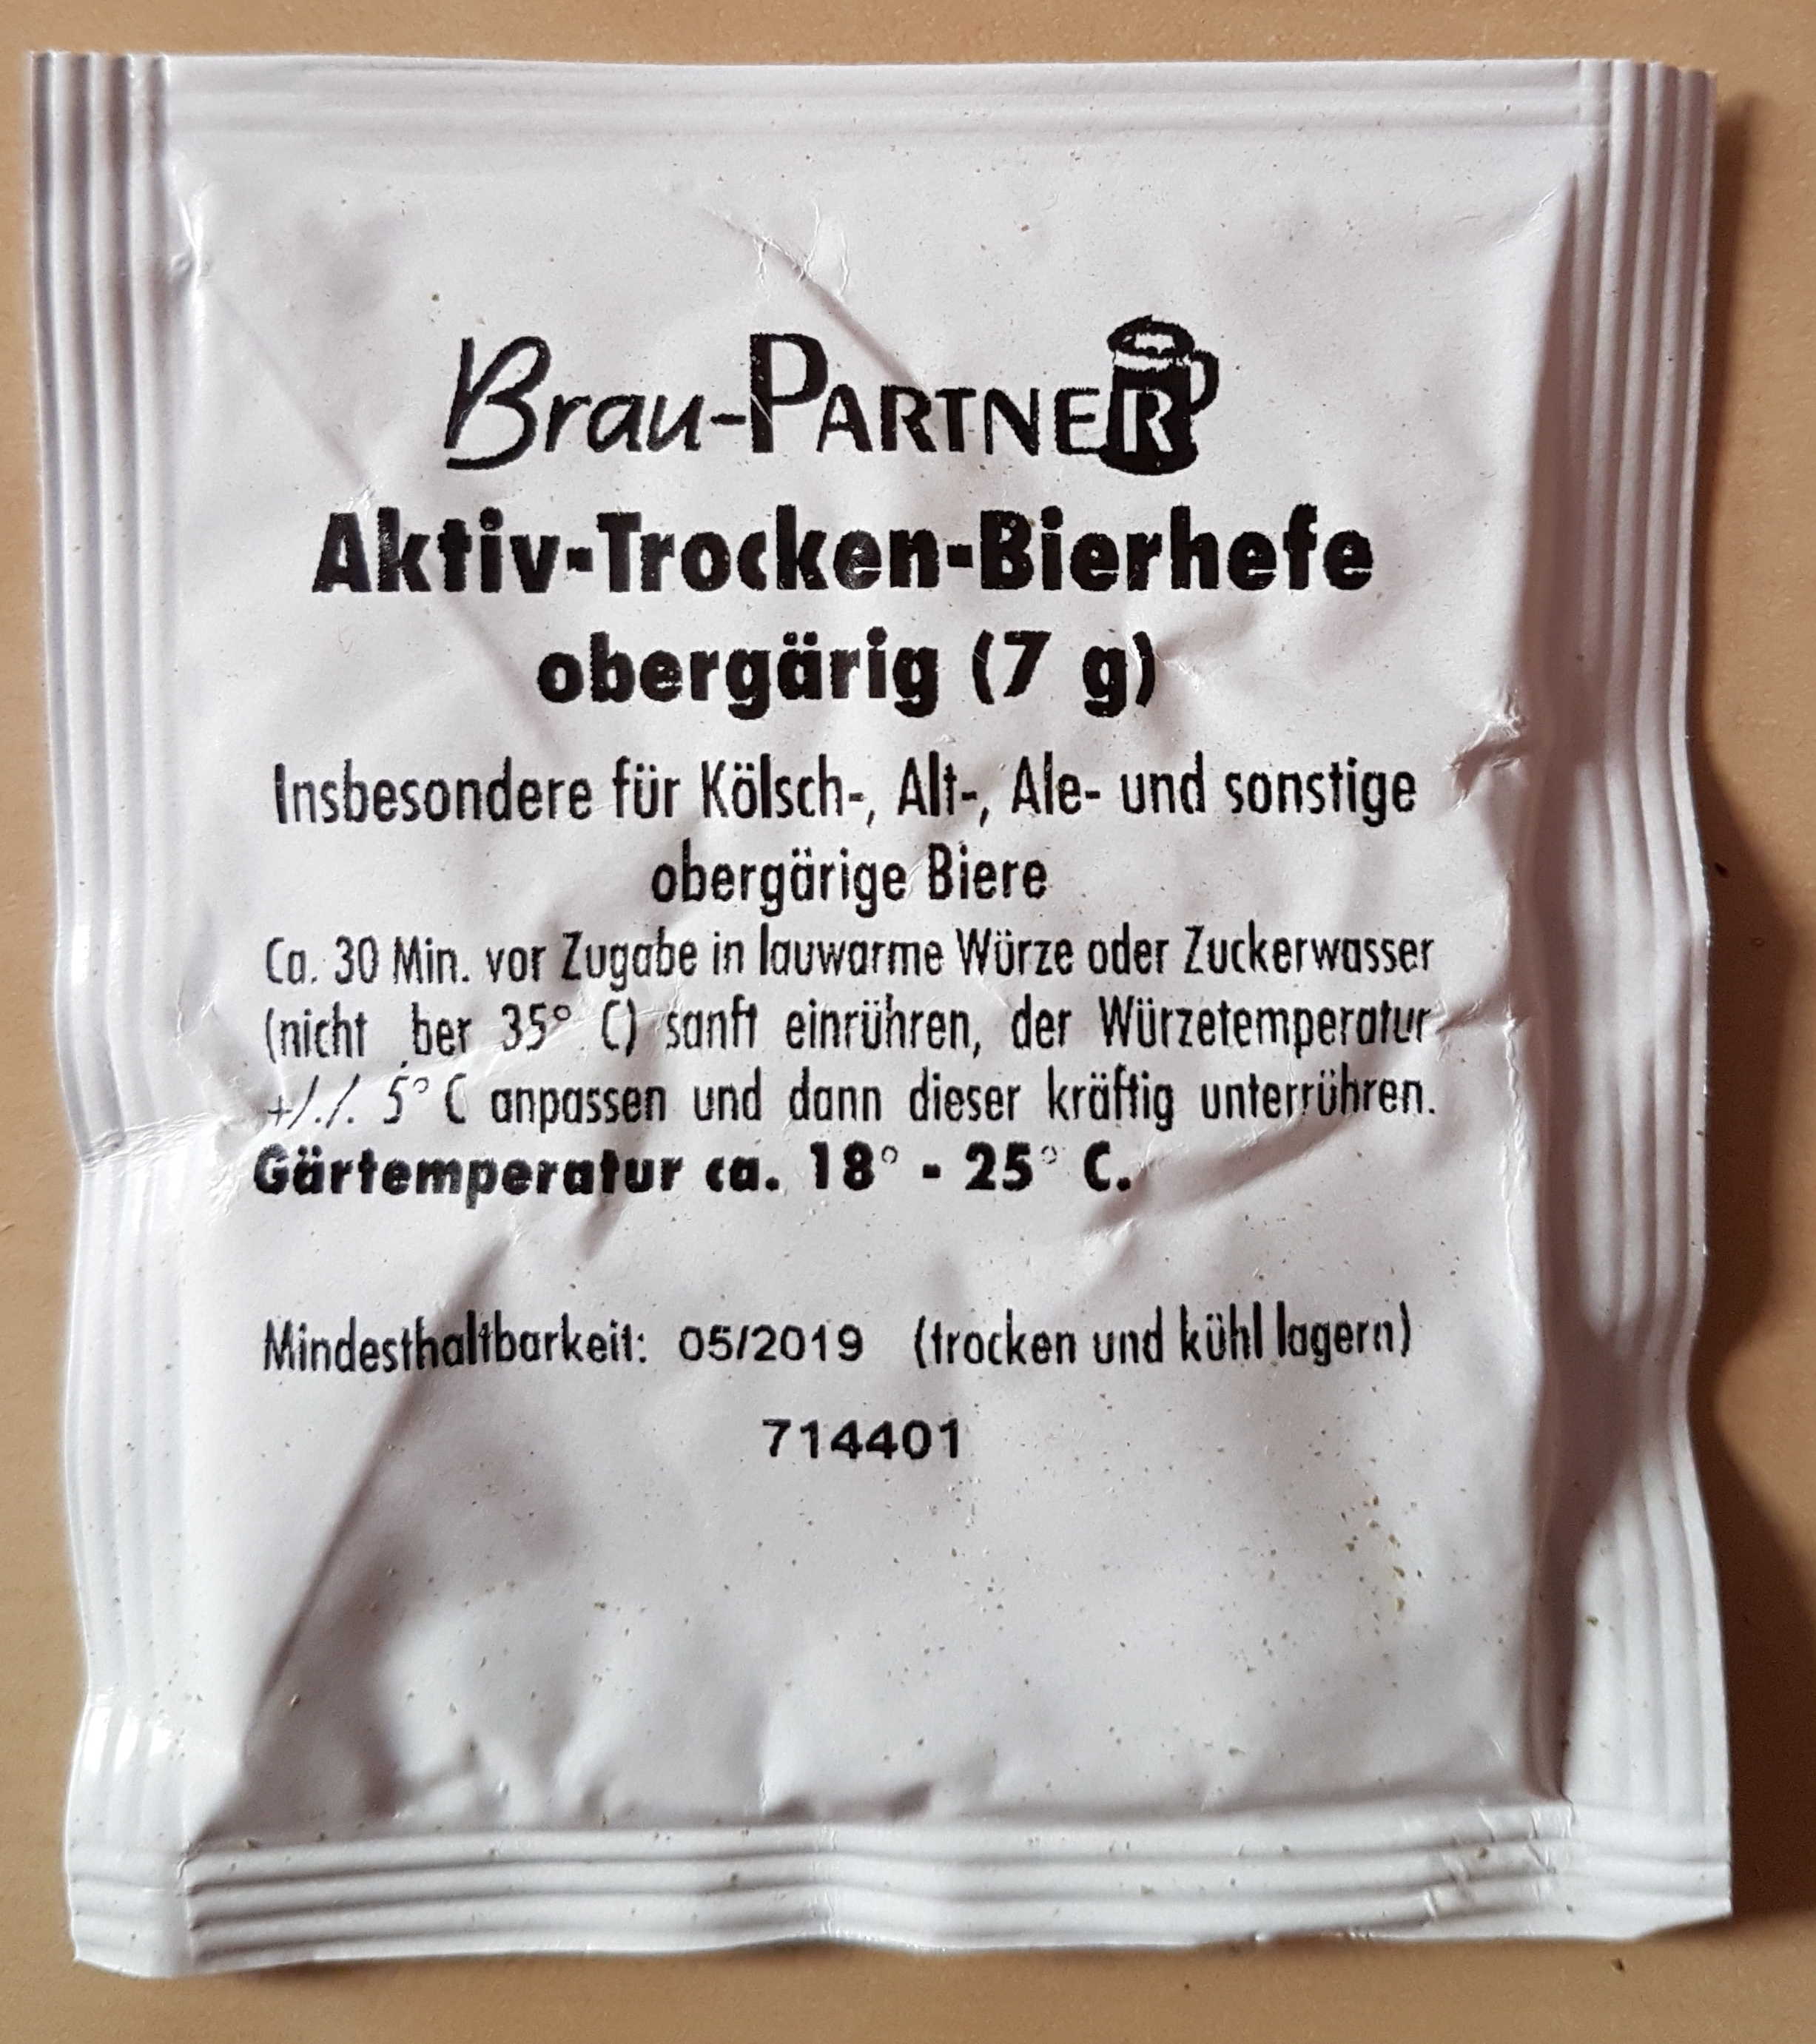 Brau-PARTNER
Aktiv-Trocken-Bierhefe
obergärig (7 g)
Insbesondere für Kölsch-, Alt-, Ale- und sonstige
obergärige Biere
Ca. 30 Min. vor Zugabe in lauwarme Würze oder Zuckerwasser
(nicht ber 35° C) sanft einrühren, der Würzetemperatur
+/./. 5° C anpassen und dann dieser kräftig unterrühren.
Gärtemperatur ca. 18° - 25° C.
Mindesthaltbarkeit: 05/2019 (trocken und kühl lagern)
714401